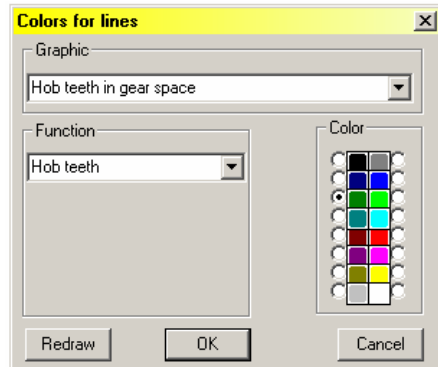 Colors for lines
Graphic
Hob teeth in gear space
Function
Hob teeth
Color
Redraw
OK
Cancel